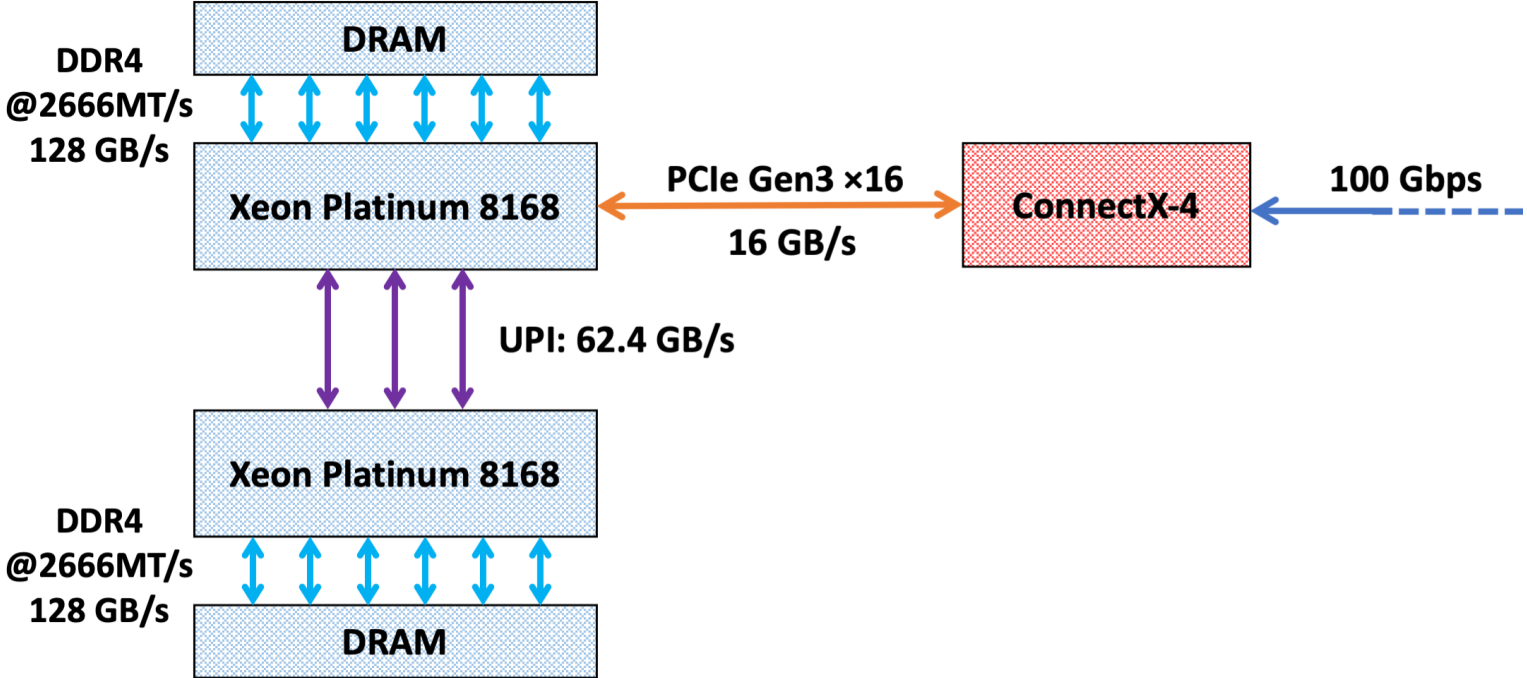 DRAM
DDR4
@2666MT/s
128 GB/s
Xeon Platinum 8168
PCIe Gen3 ×16
16 GB/s
ConnectX-4
100 Gbps
UPI: 62.4 GB/s
Xeon Platinum 8168
DDR4
@2666MT/s
128 GB/s
DRAM